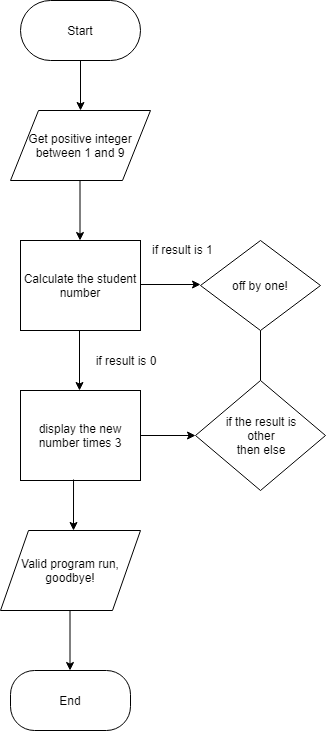 Start
Get positive integer
between 1 and 9
if result is 1
Calculate the student
number
off by one!
if result is 0
display the new
number times 3
if the result is
other
then else
Valid program run,
goodbye!
End